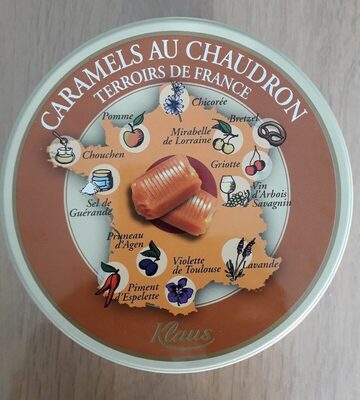 CARAMELS AU CHAUDRON
TERROIRS DE FRANCE
Chicorée
Pomme
Bretzel
Mirabelle
de Lorraine
Chouchen
Griotte
Sel de
Guérande
Vin
d'Arbois
Savagnin
Pruneau
d'Agen
Violette
de Toulouse
Lavande
Piment
d'Espelette
Klaus